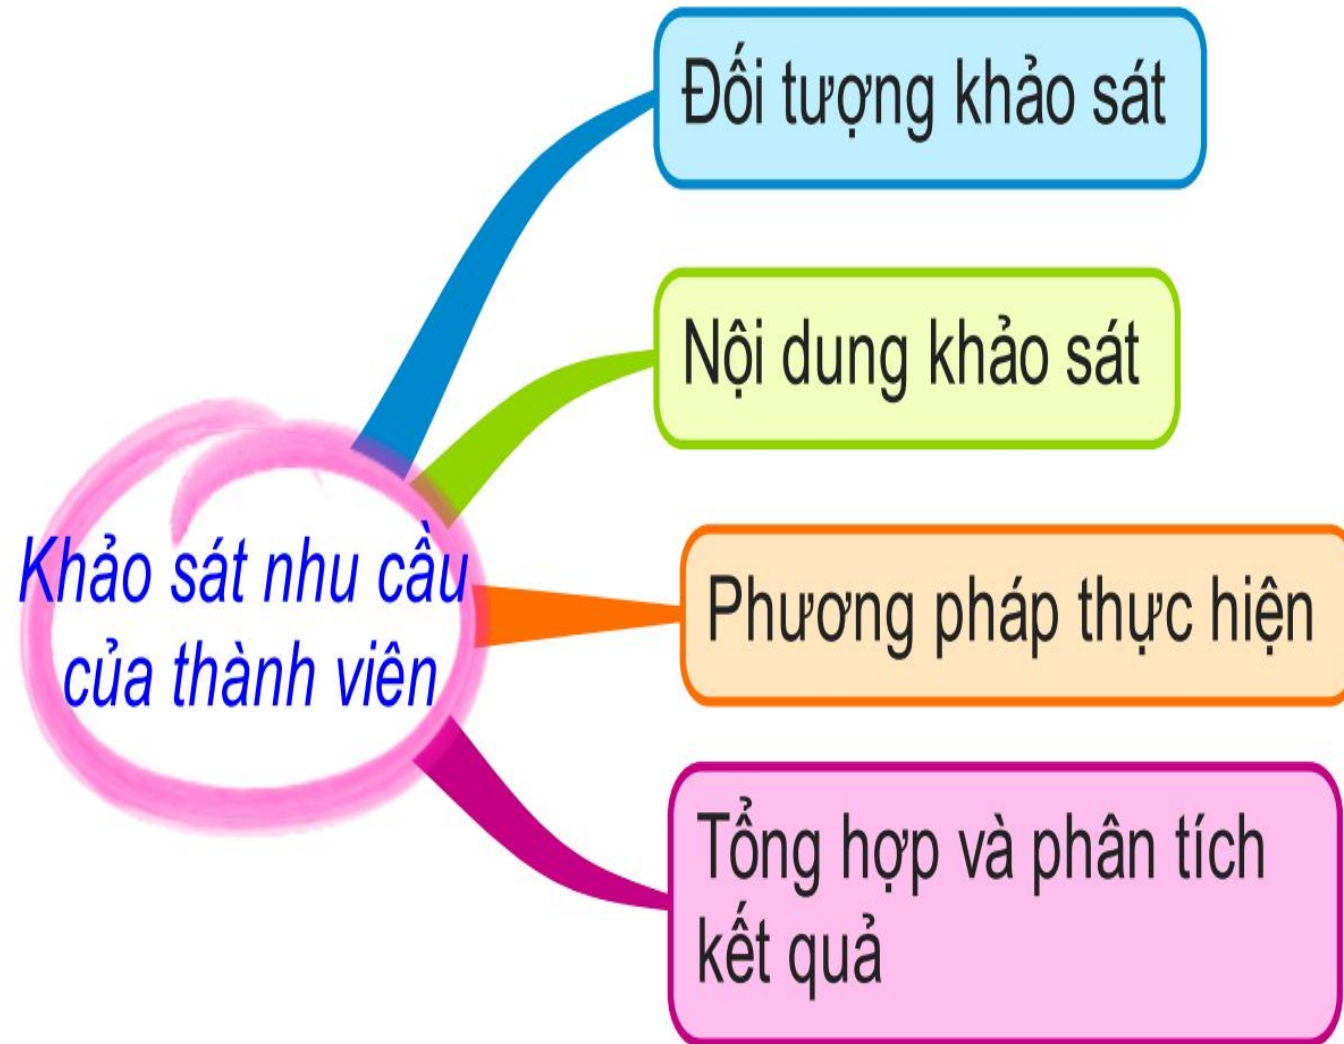 Đối tượng khảo sát
Nội dung khảo sát
Khảo sát nhu cầu
của thành viên
Phương pháp thực hiện
Tổng hợp và phân tích
kết quả